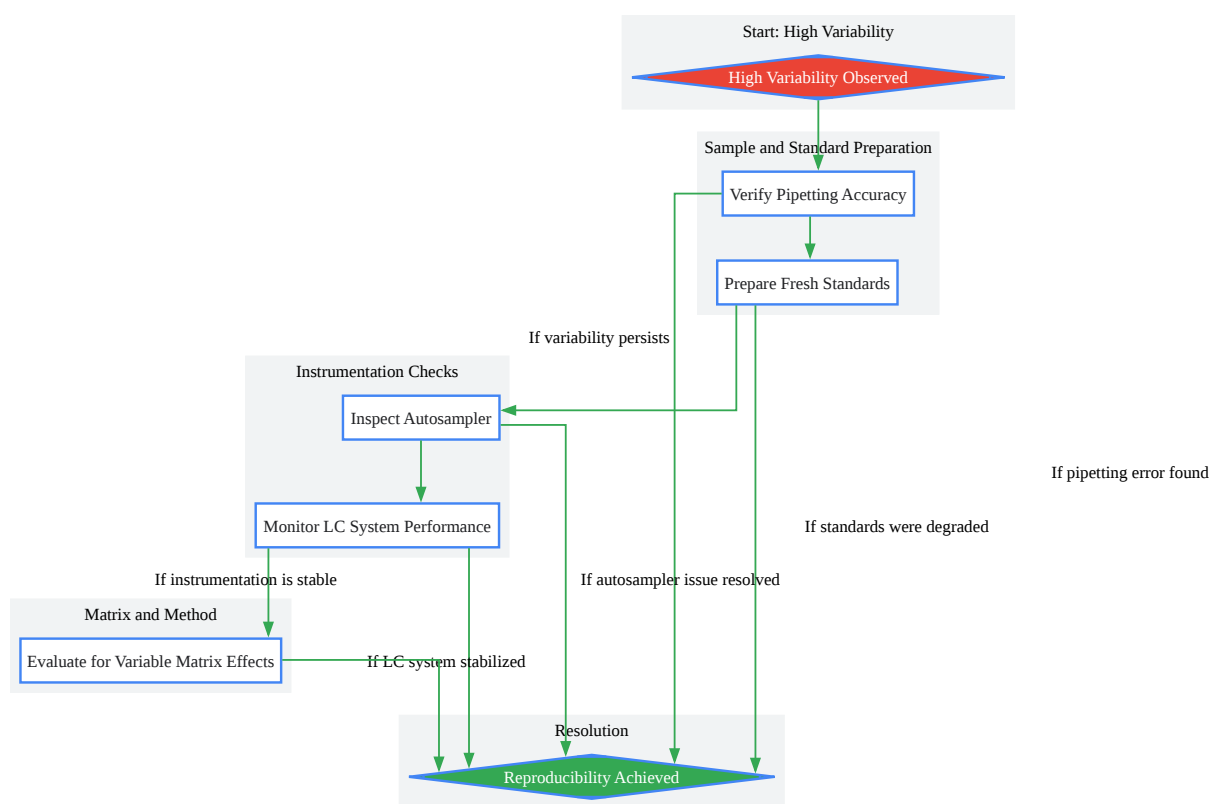 Start: High Variability
High Variability Observed
Sample and Standard Preparation
Verify Pipetting Accuracy
Prepare Fresh Standards
If variability persists
Instrumentation Checks
Inspect Autosampler
If pipetting error found
Monitor LC System Performance
If standards were degraded
If instrumentation is stable
If autosampler issue resolved
Matrix and Method
Evaluate for Variable Matrix Effects
If LC system stabilized
Resolution
Reproducibility Achieved